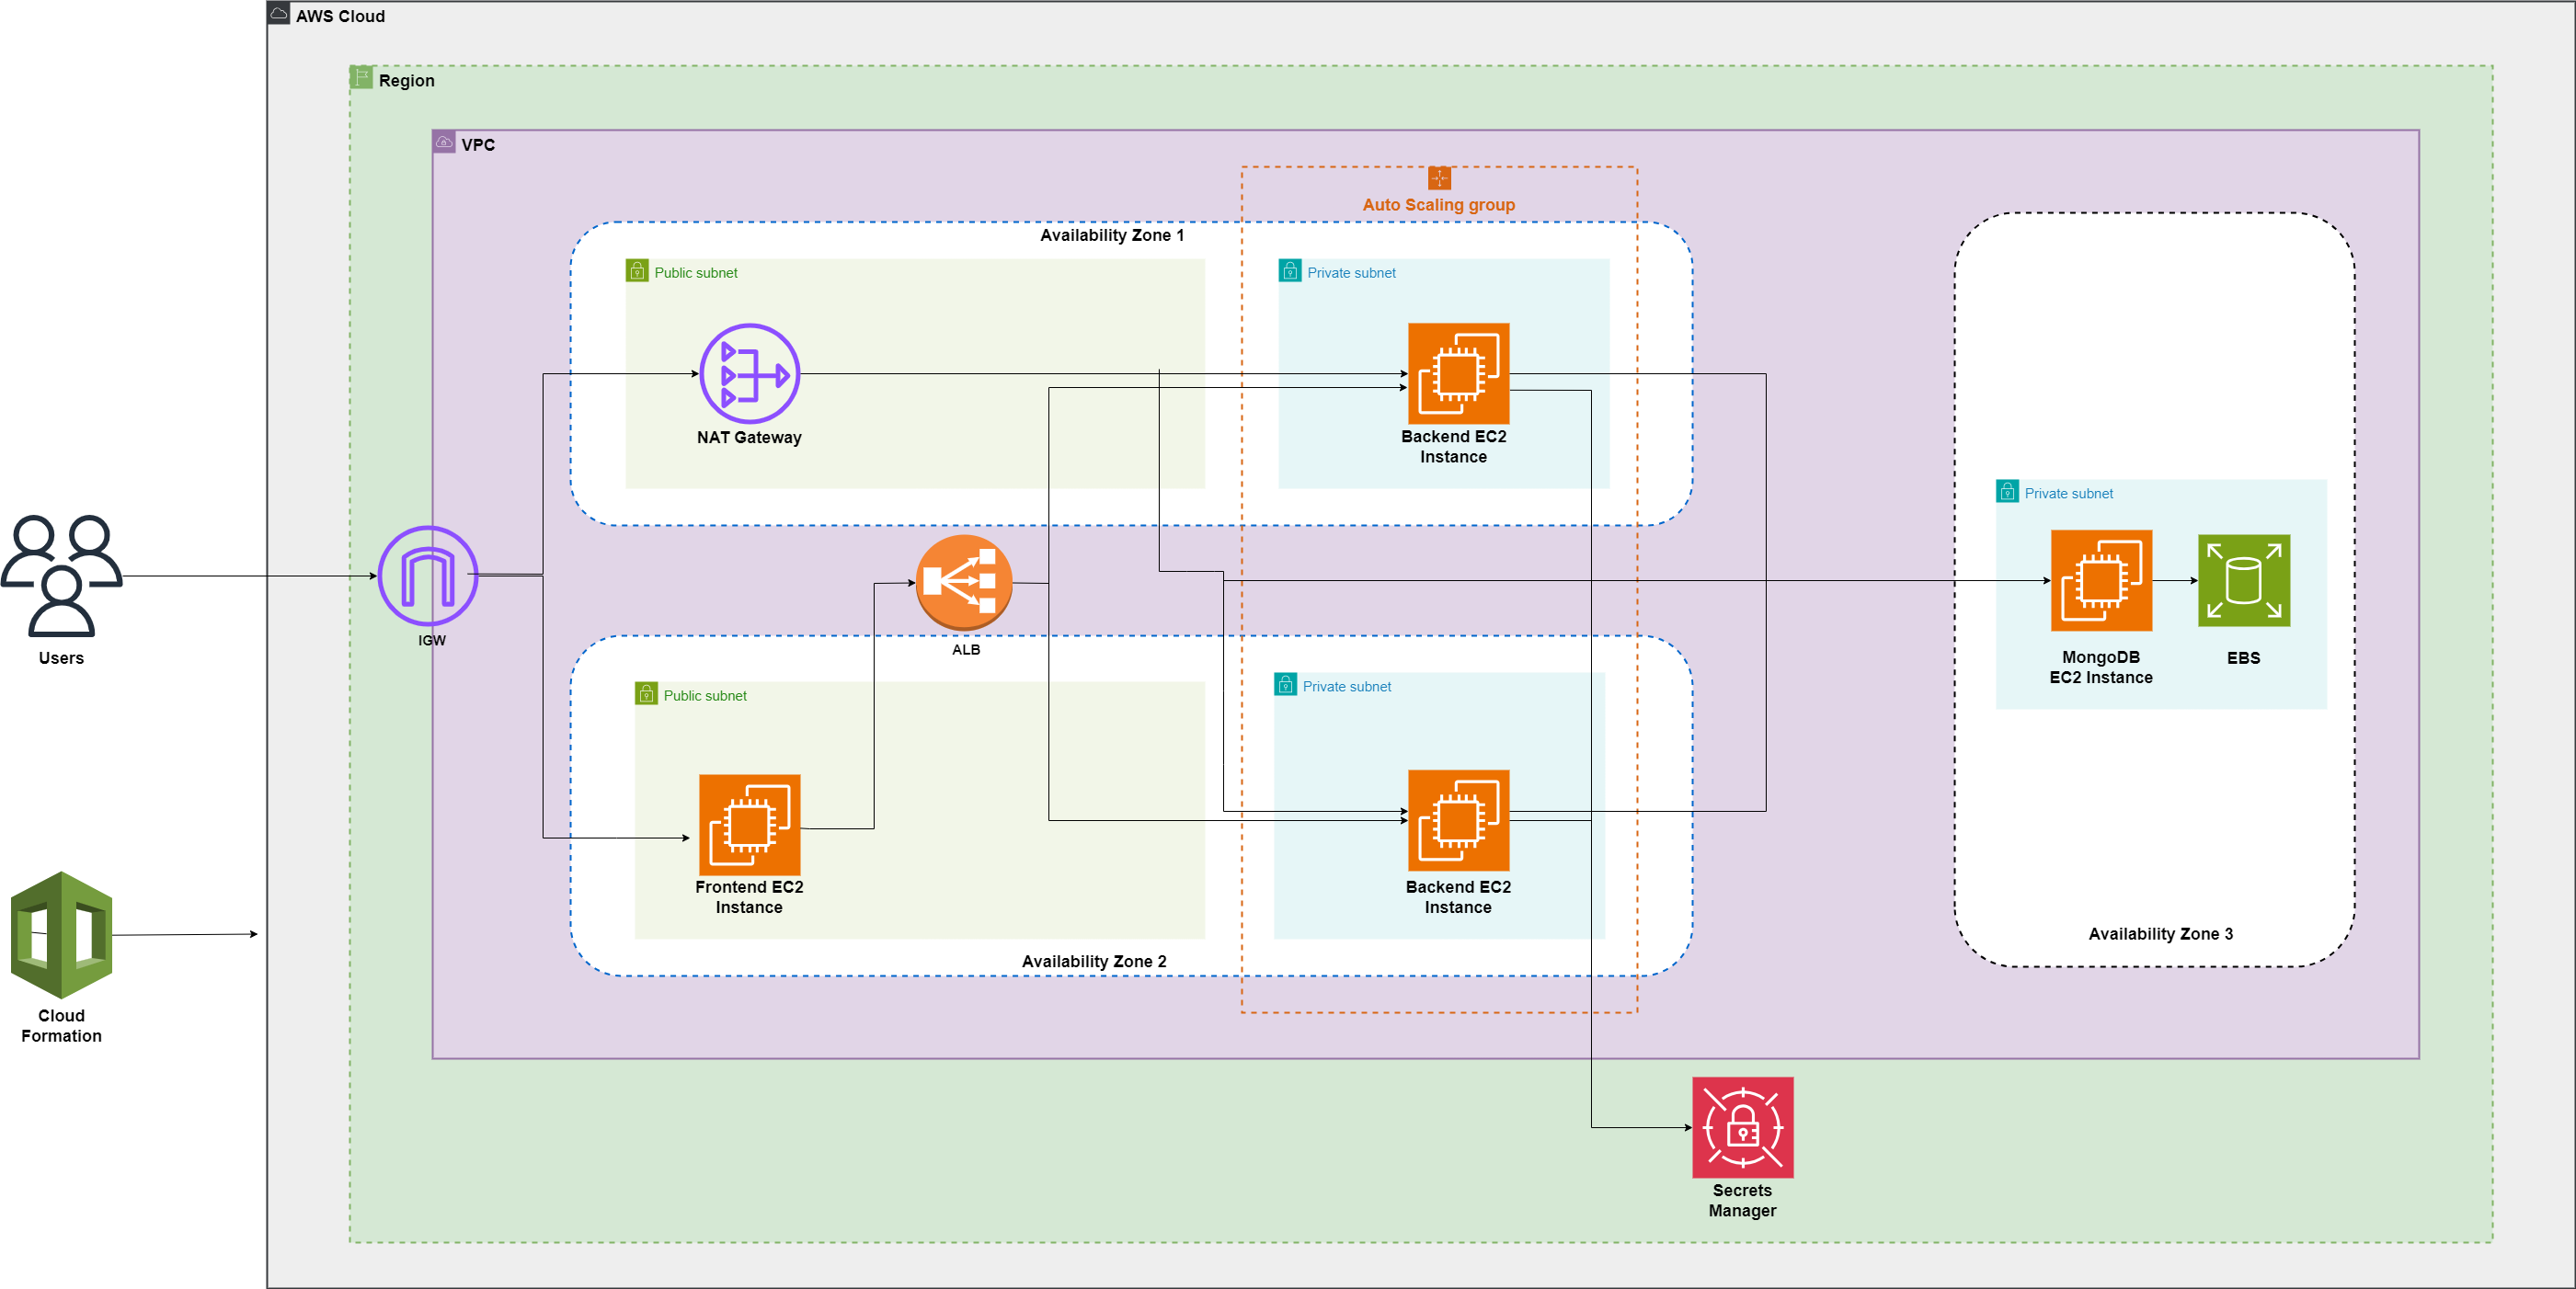 AWS Cloud
Region
VPC
Auto Scaling group
Availability Zone 1
Public subnet
Private subnet
NAT Gateway
Backend EC2
Instance
Users
IGW
ALB
Private subnet
MongoDB
EC2 Instance
EBS
Public subnet
Private subnet
Frontend EC2
Instance
Backend EC2
Instance
Availability Zone 2
Availability Zone 3
Cloud
Formation
Secrets
Manager